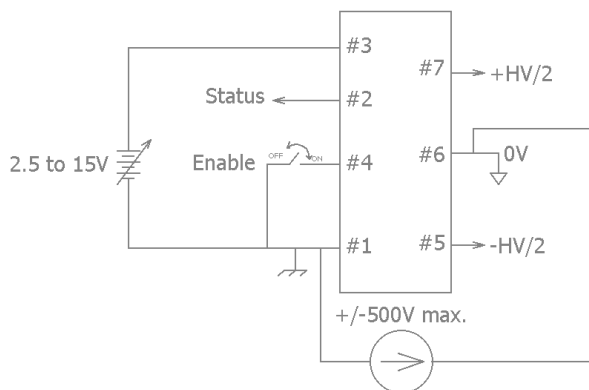 #3
#7
+HV/2
Status
#2
2.5 to 15V
Enable
OFF
ON
#4
#6
0V
#1
#5
-HV/2
+/-500V max.